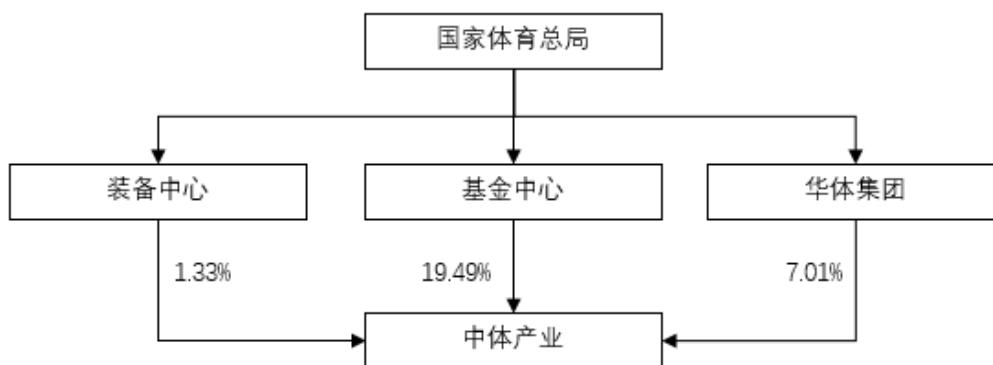 国家体育总局
装备中心
基金中心
华体集团
1.33%
19.49%
7.01%
中体产业